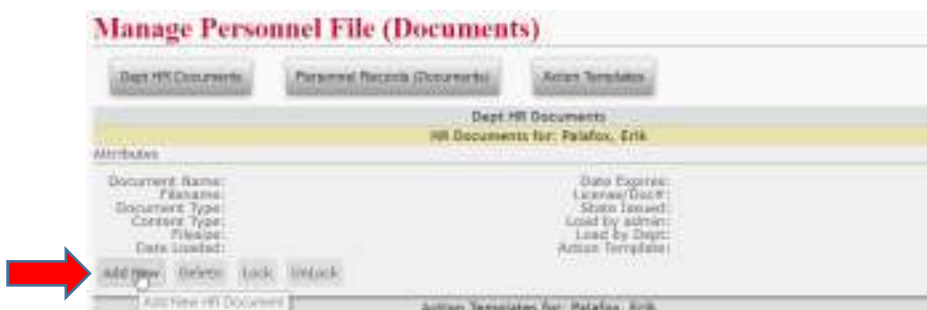 Manage Personnel File (Documents)
Dept HR Documents Personnel Records (Documents) Action Templates
Dept HR Documents
HR Documents for: Palafox, Erik
Attributes
Document Name: Date Expires:
Filename: License/Doc#:
Document Type: State Issued:
Content Type: Load by admin:
Filesize: Load by Dept:
Date Loaded: Action Template:
Add New Delete Lock UnLock
Add New HR Document
Action Templates for: Palafox, Erik